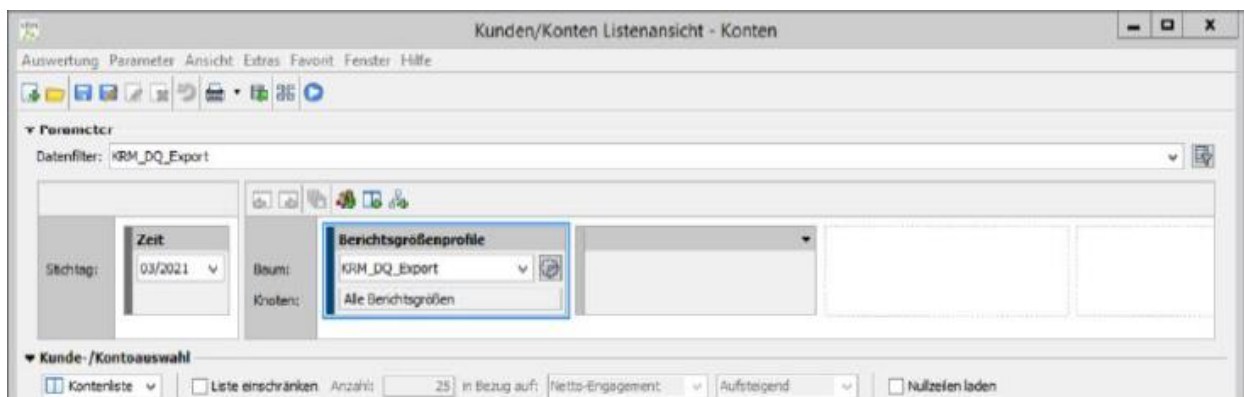 Kunden/Konten Listenansicht - Konten
Auswertung Parameter Ansicht Extras Favorit Fenster Hilfe
Parameter
Datenfilter: KRM_DQ_Export
Zeit
Berichtsgrößenprofile
Stichtag: 03/2021 Baum: KRM_DQ_Export
Knoten: Alle Berichtsgrößen
Kunde-/Kontoauswahl
Kontenliste Liste einschränken Anzahl: 25 in Bezug auf: Netto-Engagement Aufsteigend Nullzeilen laden